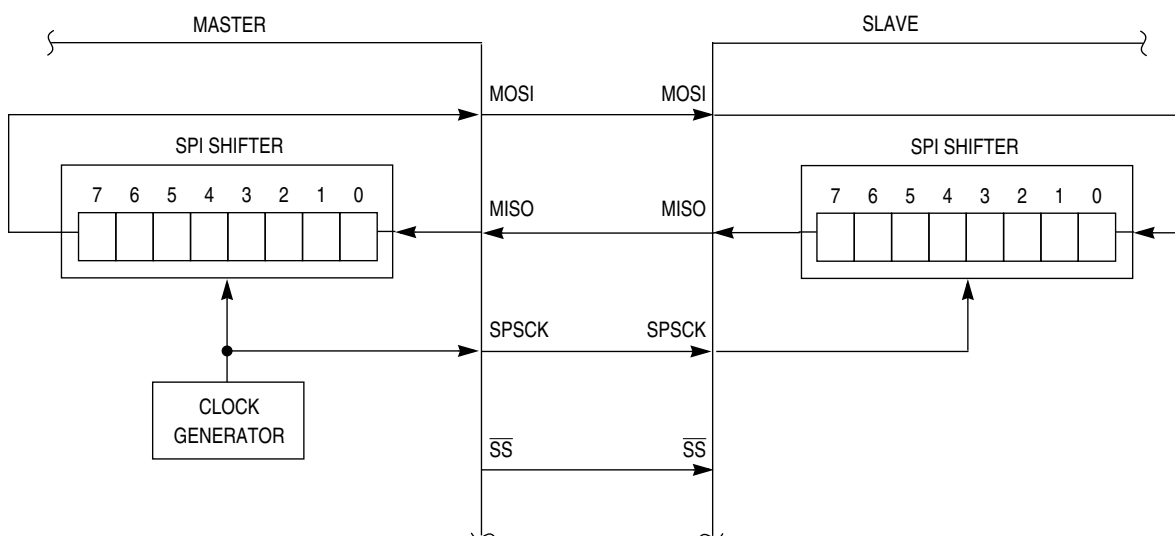 MASTER
SLAVE
MOSI MOSI
SPI SHIFTER SPI SHIFTER
7 6 5 4 3 2 1 0
MISO MISO
7 6 5 4 3 2 1 0
SPSCK SPSCK
CLOCK
GENERATOR
SS SS